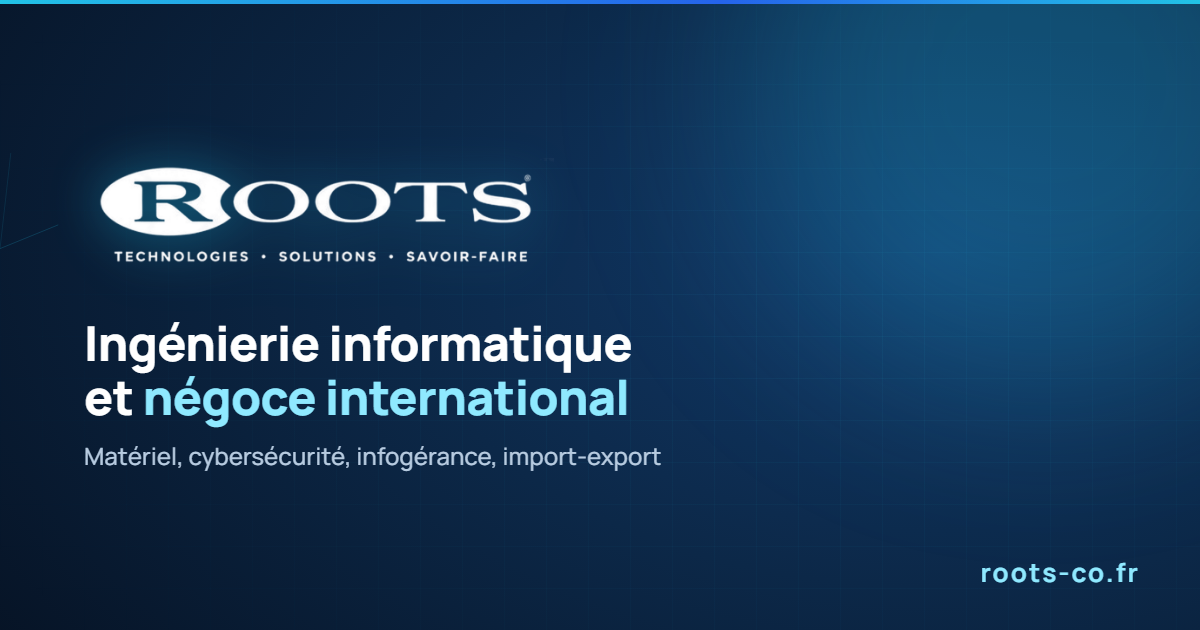 ROOTS®
TECHNOLOGIES • SOLUTIONS • SAVOIR-FAIRE
Ingénierie informatique
et négoce international
Matériel, cybersécurité, infogérance, import-export
roots-co.fr